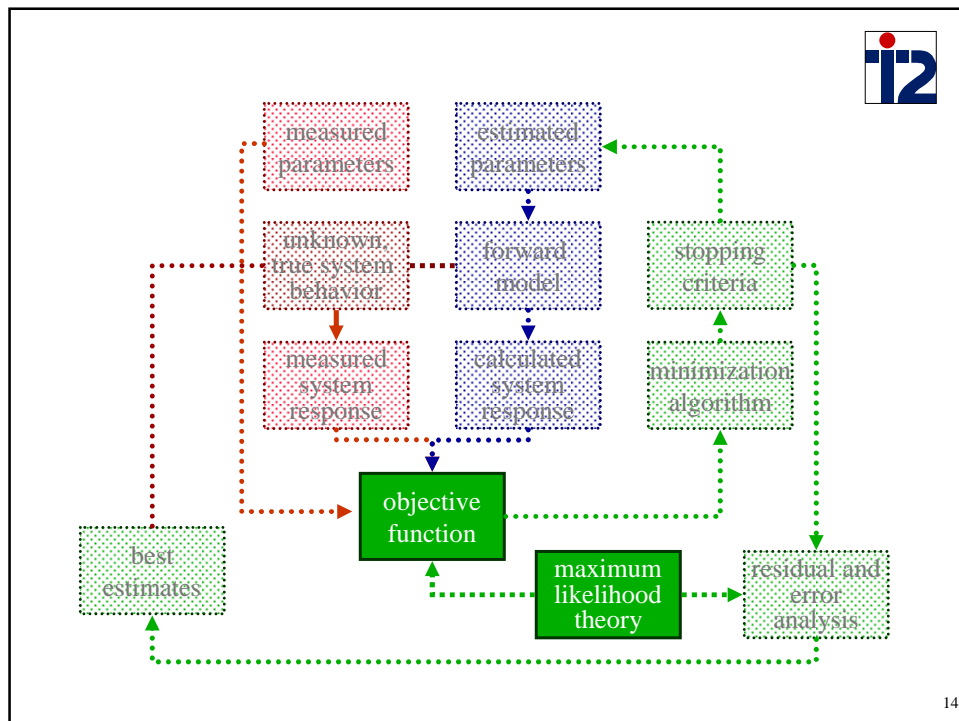 iT2
measured
parameters
estimated
parameters
unknown,
true system
behavior
forward
model
stopping
criteria
measured
system
response
calculated
system
response
minimization
algorithm
objective
function
best
estimates
maximum
likelihood
theory
residual and
error
analysis
14